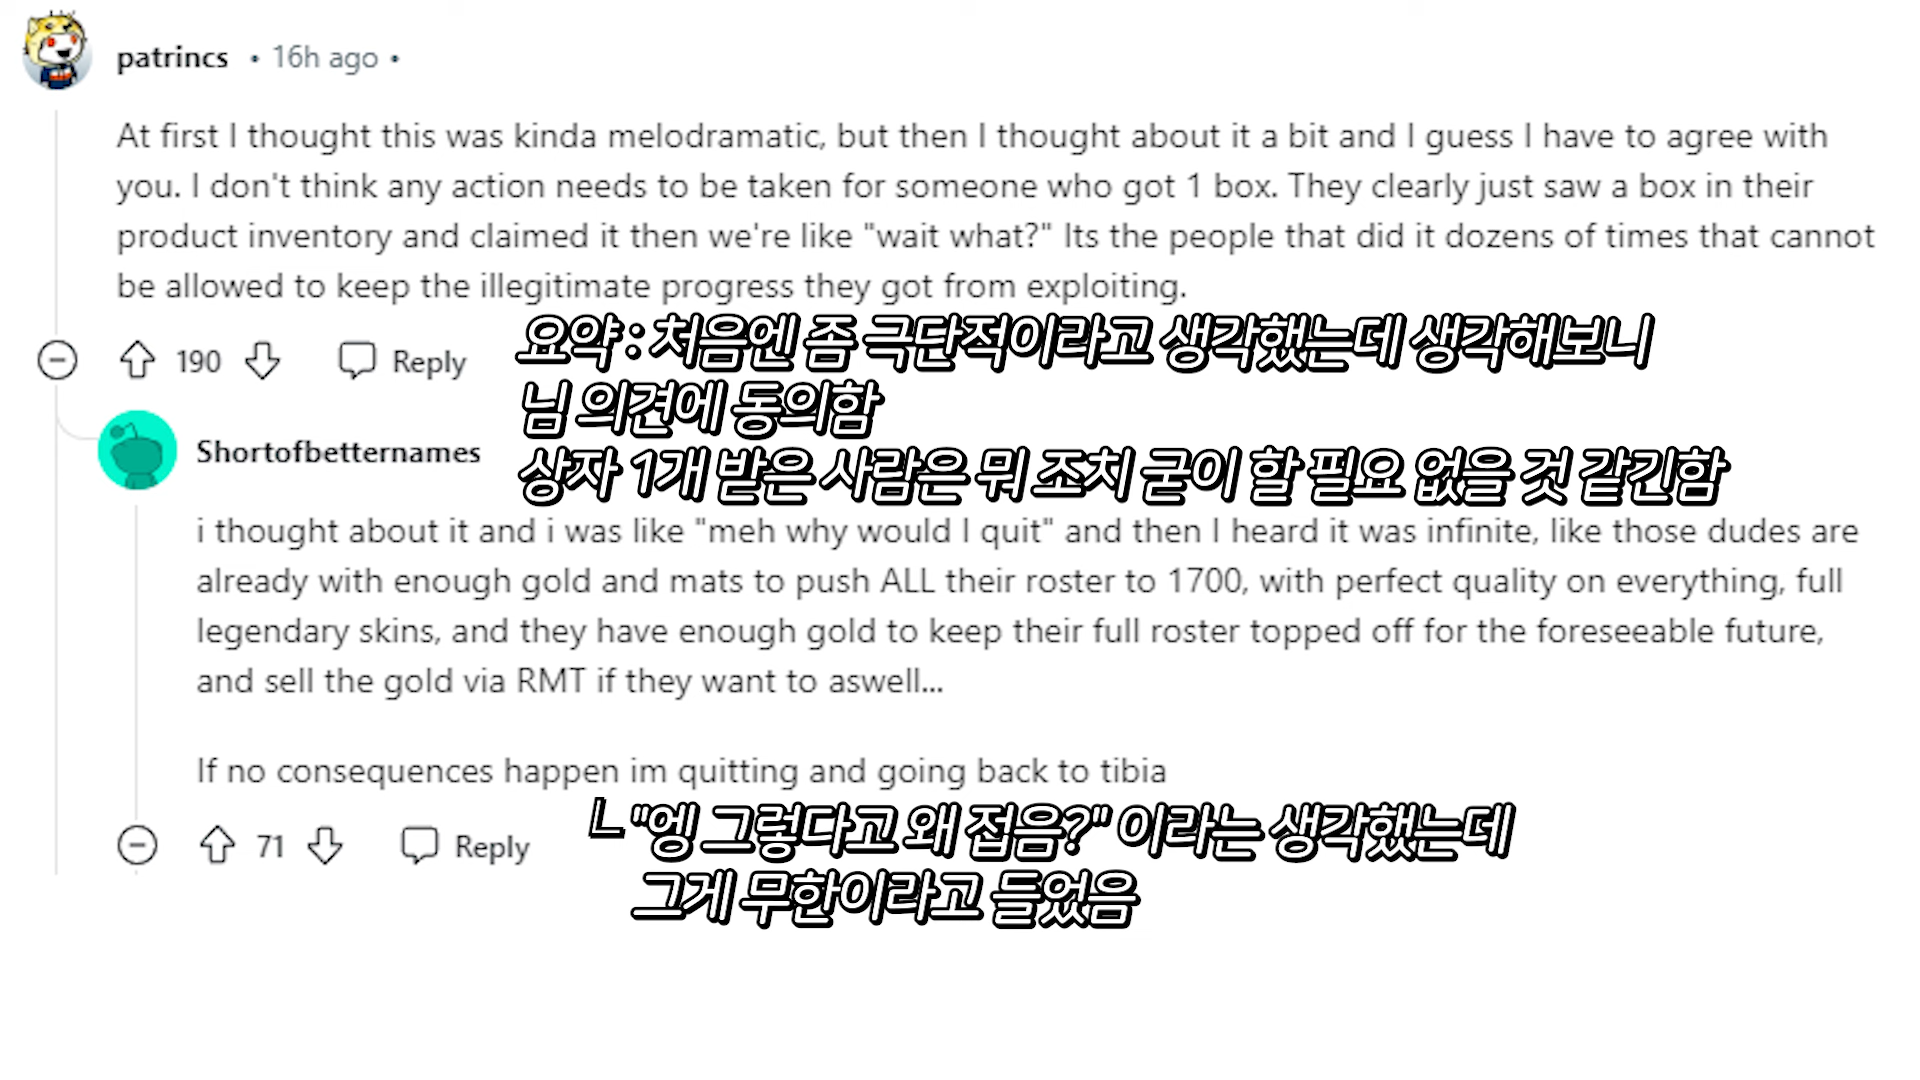 patrincs • 16h ago •
At first I thought this was kinda melodramatic, but then I thought about it a bit and I guess I have to agree with
you. I don't think any action needs to be taken for someone who got 1 box. They clearly just saw a box in their
product inventory and claimed it then we're like "wait what?" Its the people that did it dozens of times that cannot
be allowed to keep the illegitimate progress they got from exploiting.
190 Reply
요약 : 처음엔 좀 극단적이라고 생각했는데 생각해보니
님 의견에 동의함
상자 1개 받은 사람은 뭐 조치 굳이 할 필요 없을 것 같긴함
Shortofbetternames
i thought about it and i was like "meh why would I quit" and then I heard it was infinite, like those dudes are
already with enough gold and mats to push ALL their roster to 1700, with perfect quality on everything, full
legendary skins, and they have enough gold to keep their full roster topped off for the foreseeable future,
and sell the gold via RMT if they want to aswell...
If no consequences happen im quitting and going back to tibia
71 Reply
ㄴ "엥 그렇다고 왜 접음?" 이라는 생각했는데
그게 무한이라고 들었음